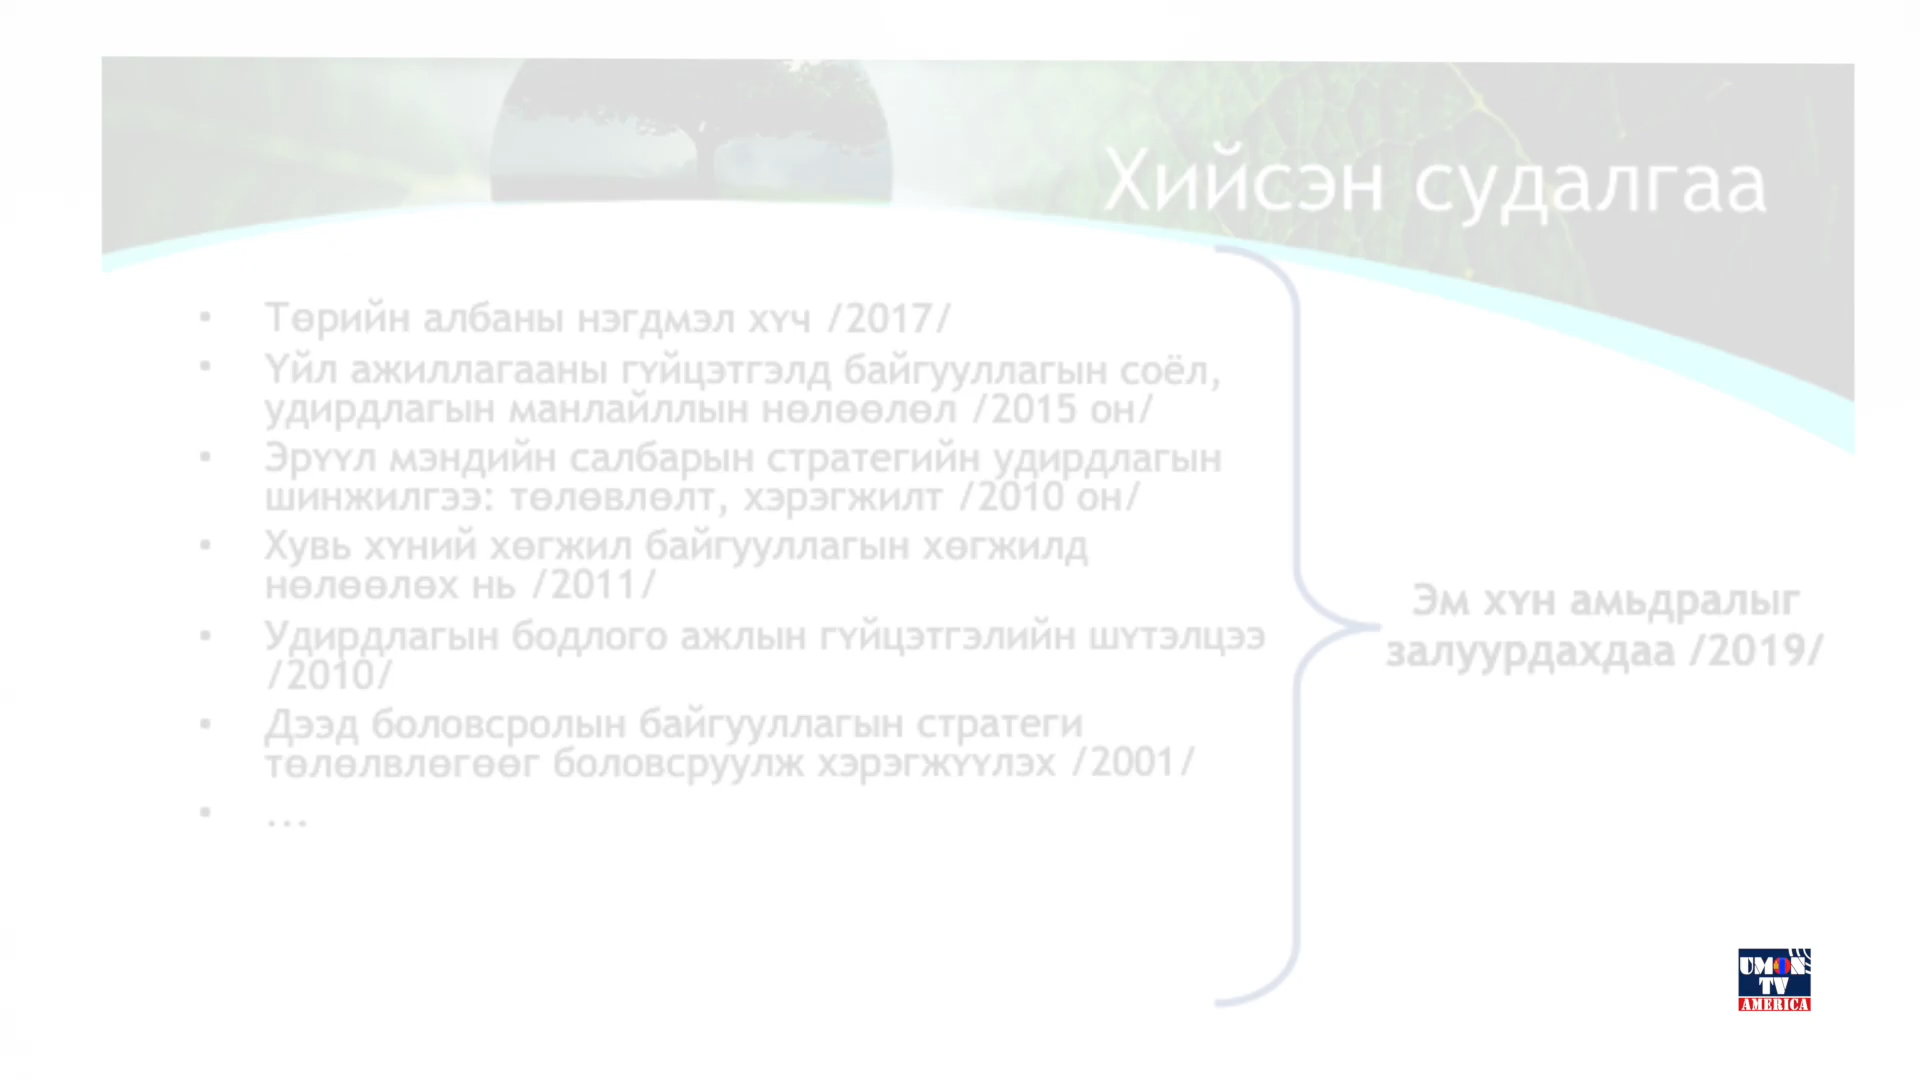 Хийсэн судалгаа
• Төрийн албаны нэгдмэл хүч /2017/
• Үйл ажиллагааны гүйцэтгэлд байгууллагын соёл,
удирдлагын манлайллын нөлөөлөл /2015 он/
• Эрүүл мэндийн салбарын стратегийн удирдлагын
шинжилгээ: төлөвлөлт, хэрэгжилт /2010 он/
• Хувь хүний хөгжил байгууллагын хөгжилд
нөлөөлөх нь /2011/
• Удирдлагын бодлого ажлын гүйцэтгэлийн шүтэлцээ
/2010/
• Дээд боловсролын байгууллагын стратеги
төлөлвлөгөөг боловсруулж хэрэгжүүлэх /2001/
• ...
Эм хүн амьдралыг
залуурдахдаа /2019/
UMON
TV
AMERICA